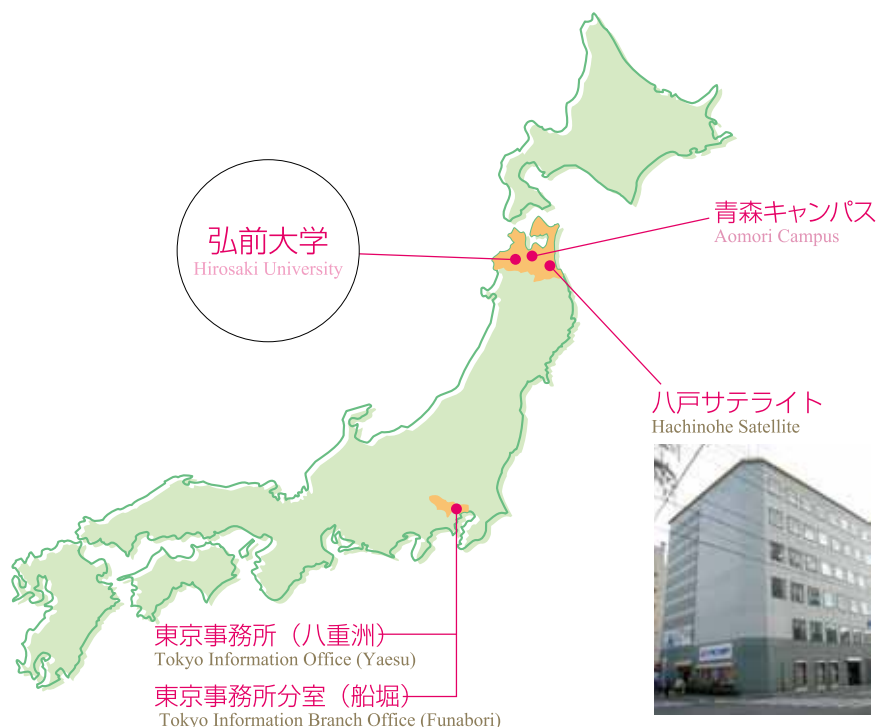 青森キャンパス
Aomori Campus
弘前大学
Hirosaki University
八戸サテライト
Hachinohe Satellite
東京事務所（八重洲）
Tokyo Information Office (Yaesu)
東京事務所分室（船堀）
Tokyo Information Branch Office (Funabori)